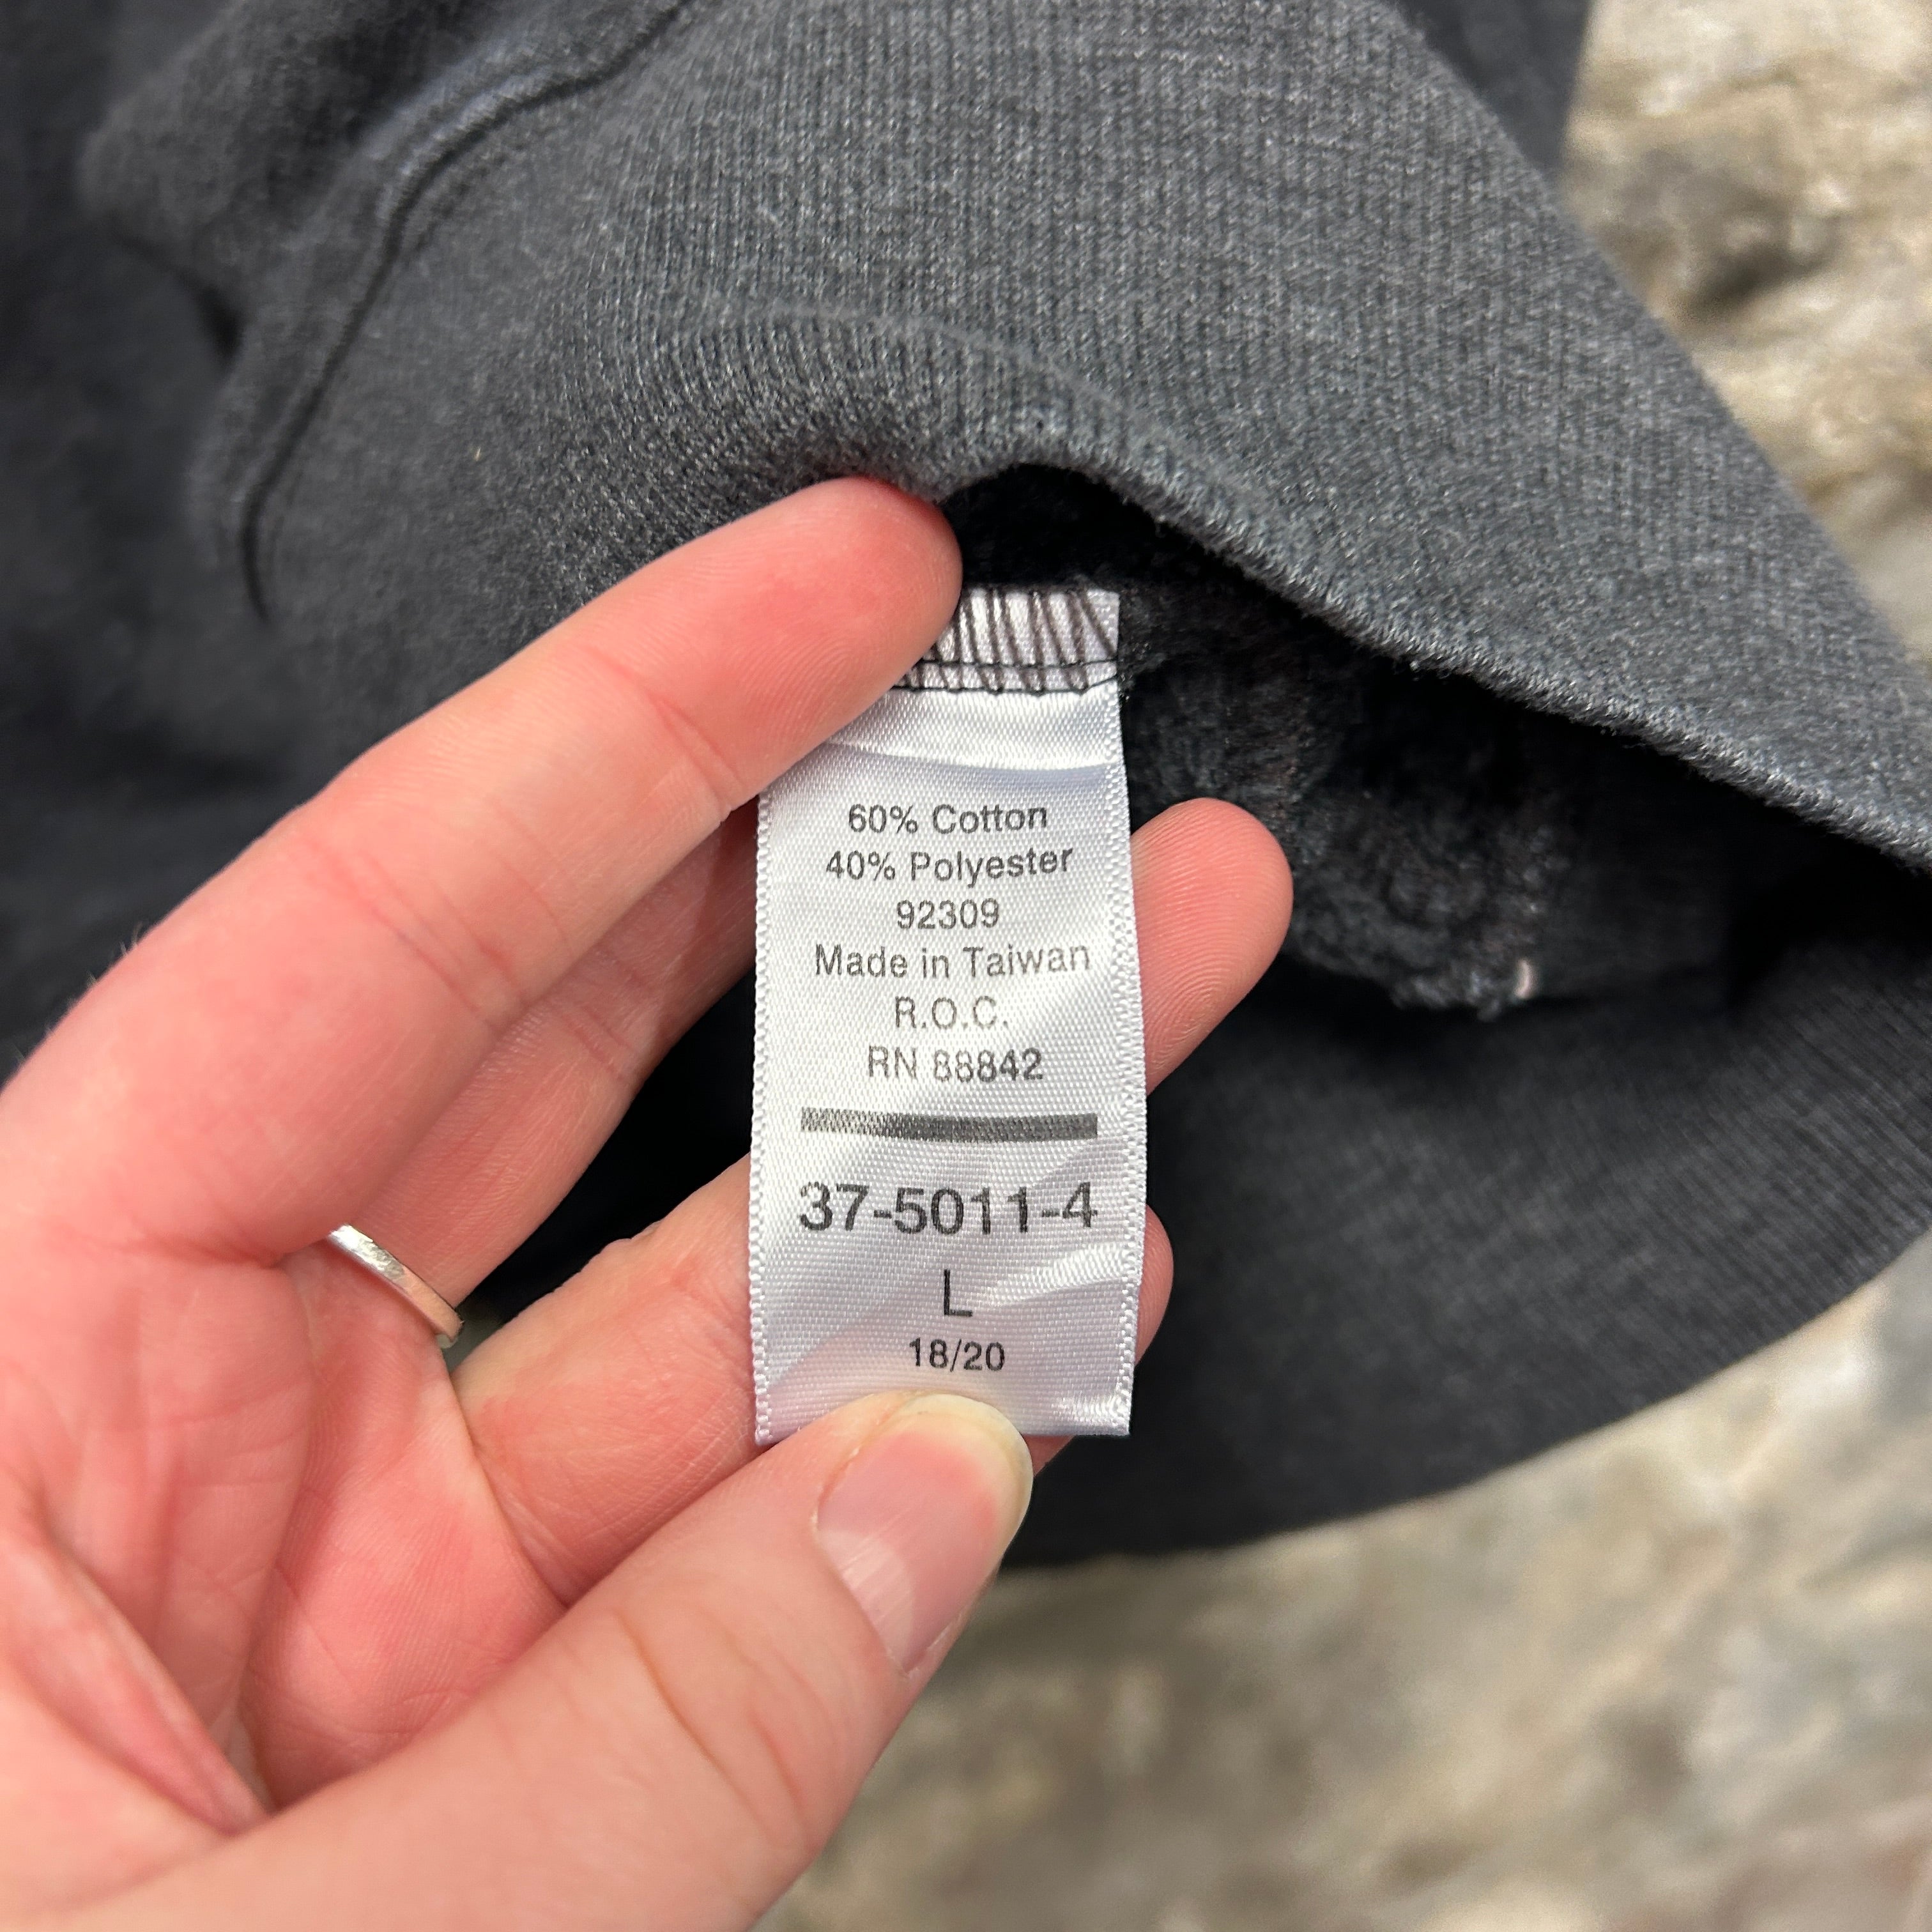 60% Cotton
40% Polyester
92309
Made in Taiwan
R.O.C.
RN 88842
37-5011-4
L
18/20